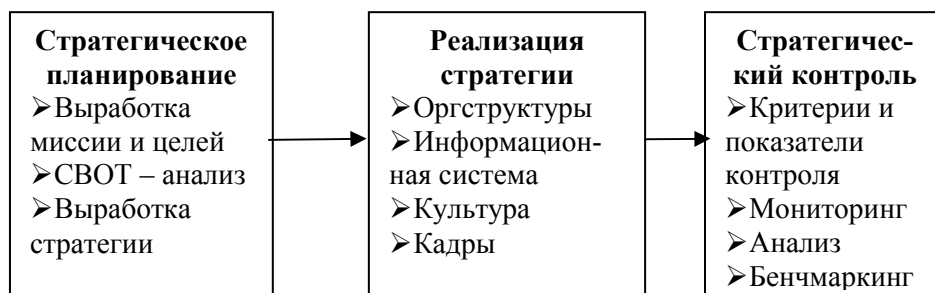 Стратегическое
планирование
➢Выработка
миссии и целей
➢СВОТ – анализ
➢Выработка
стратегии
Реализация
стратегии
➢Оргструктуры
➢Информацион-
ная система
➢Культура
➢Кадры
Стратегичес-
кий контроль
➢Критерии и
показатели
контроля
➢Мониторинг
➢Анализ
➢Бенчмаркинг